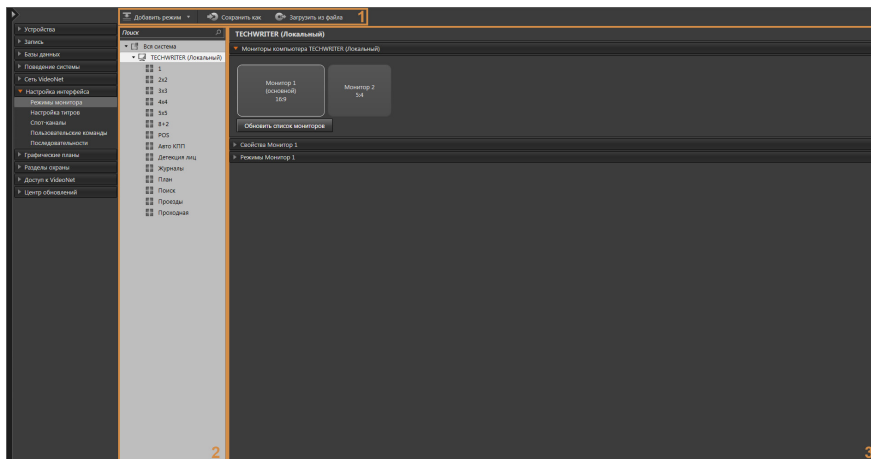 Добавить режим
Сохранить как
Загрузить из файла
1
Устройства
Запись
Базы данных
Поведение системы
Сеть VideoNet
Настройка интерфейса
Режимы монитора
Настройка титров
Спот-каналы
Пользовательские команды
Последовательности
Графические планы
Разделы охраны
Доступ к VideoNet
Центр обновлений
Поиск
Вся система
TECHWRITER (Локальный)
1
2x2
3x3
4x4
5x5
8+2
POS
Авто КПП
Детекция лиц
Журналы
План
Поиск
Проезды
Проходная
2
TECHWRITER (Локальный)
Мониторы компьютера TECHWRITER (Локальный)
Монитор 1
(основной)
16:9
Монитор 2
5:4
Обновить список мониторов
Свойства Монитор 1
Режимы Монитор 1
3